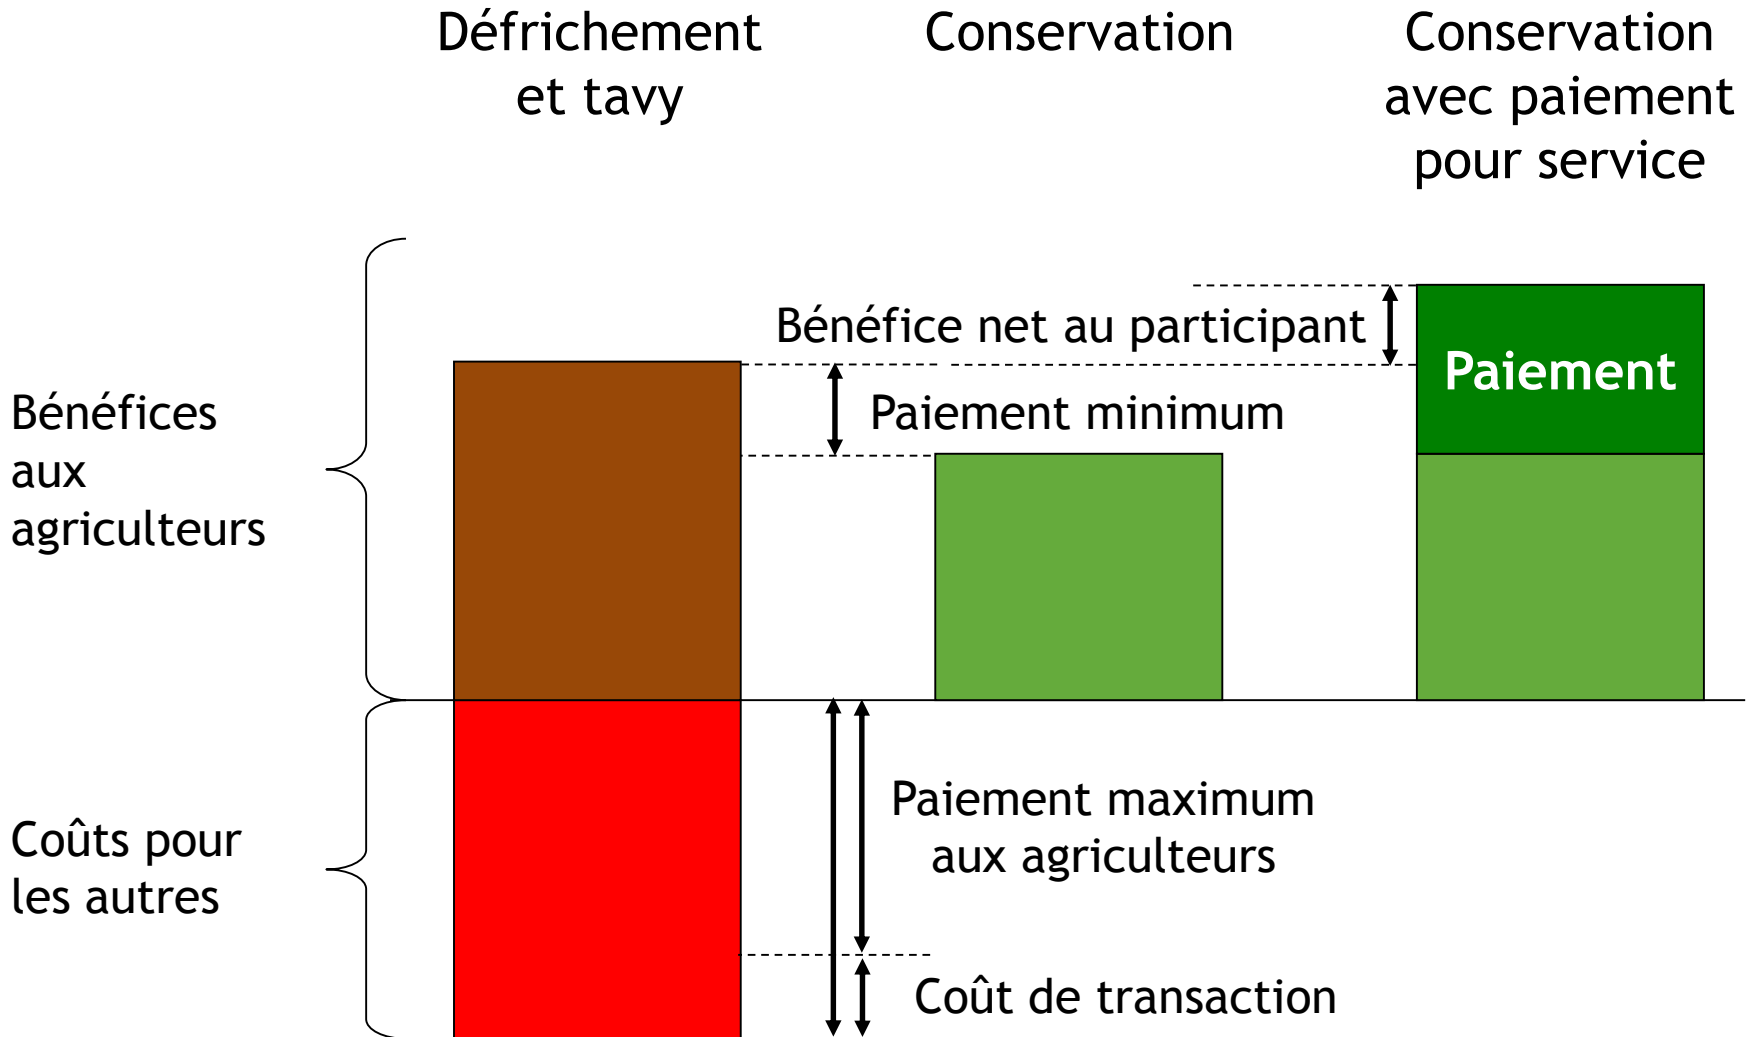 Défrichement
et tavy
Conservation
Conservation
avec paiement
pour service
Bénéfice net au participant
Paiement
Paiement minimum
Bénéfices
aux
agriculteurs
Paiement maximum
aux agriculteurs
Coûts pour
les autres
Coût de transaction